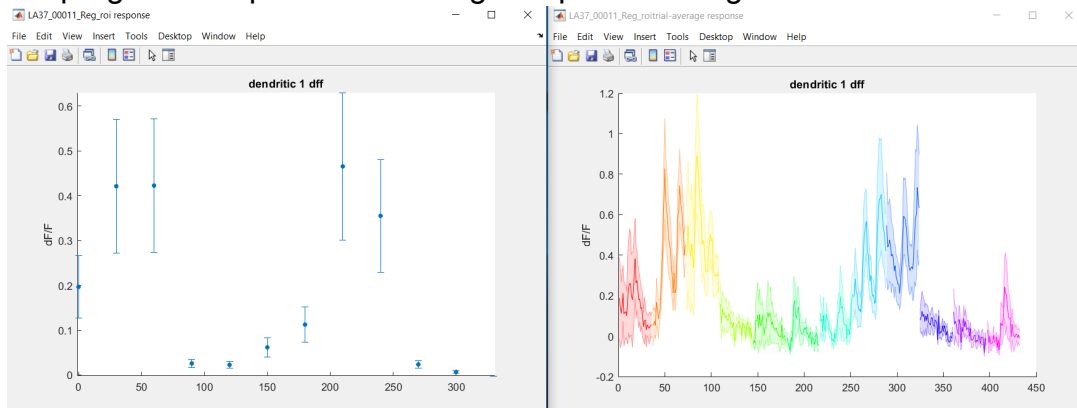 LA37_00011_Reg_roi response
File Edit View Insert Tools Desktop Window Help
dendritic 1 dff
dF/F
0.6
0.5
0.4
0.3
0.2
0.1
0
0 50 100 150 200 250 300
LA37_00011_Reg_roitrial-average response
File Edit View Insert Tools Desktop Window Help
dendritic 1 dff
dF/F
1.2
1
0.8
0.6
0.4
0.2
0
-0.2
0 50 100 150 200 250 300 350 400 450